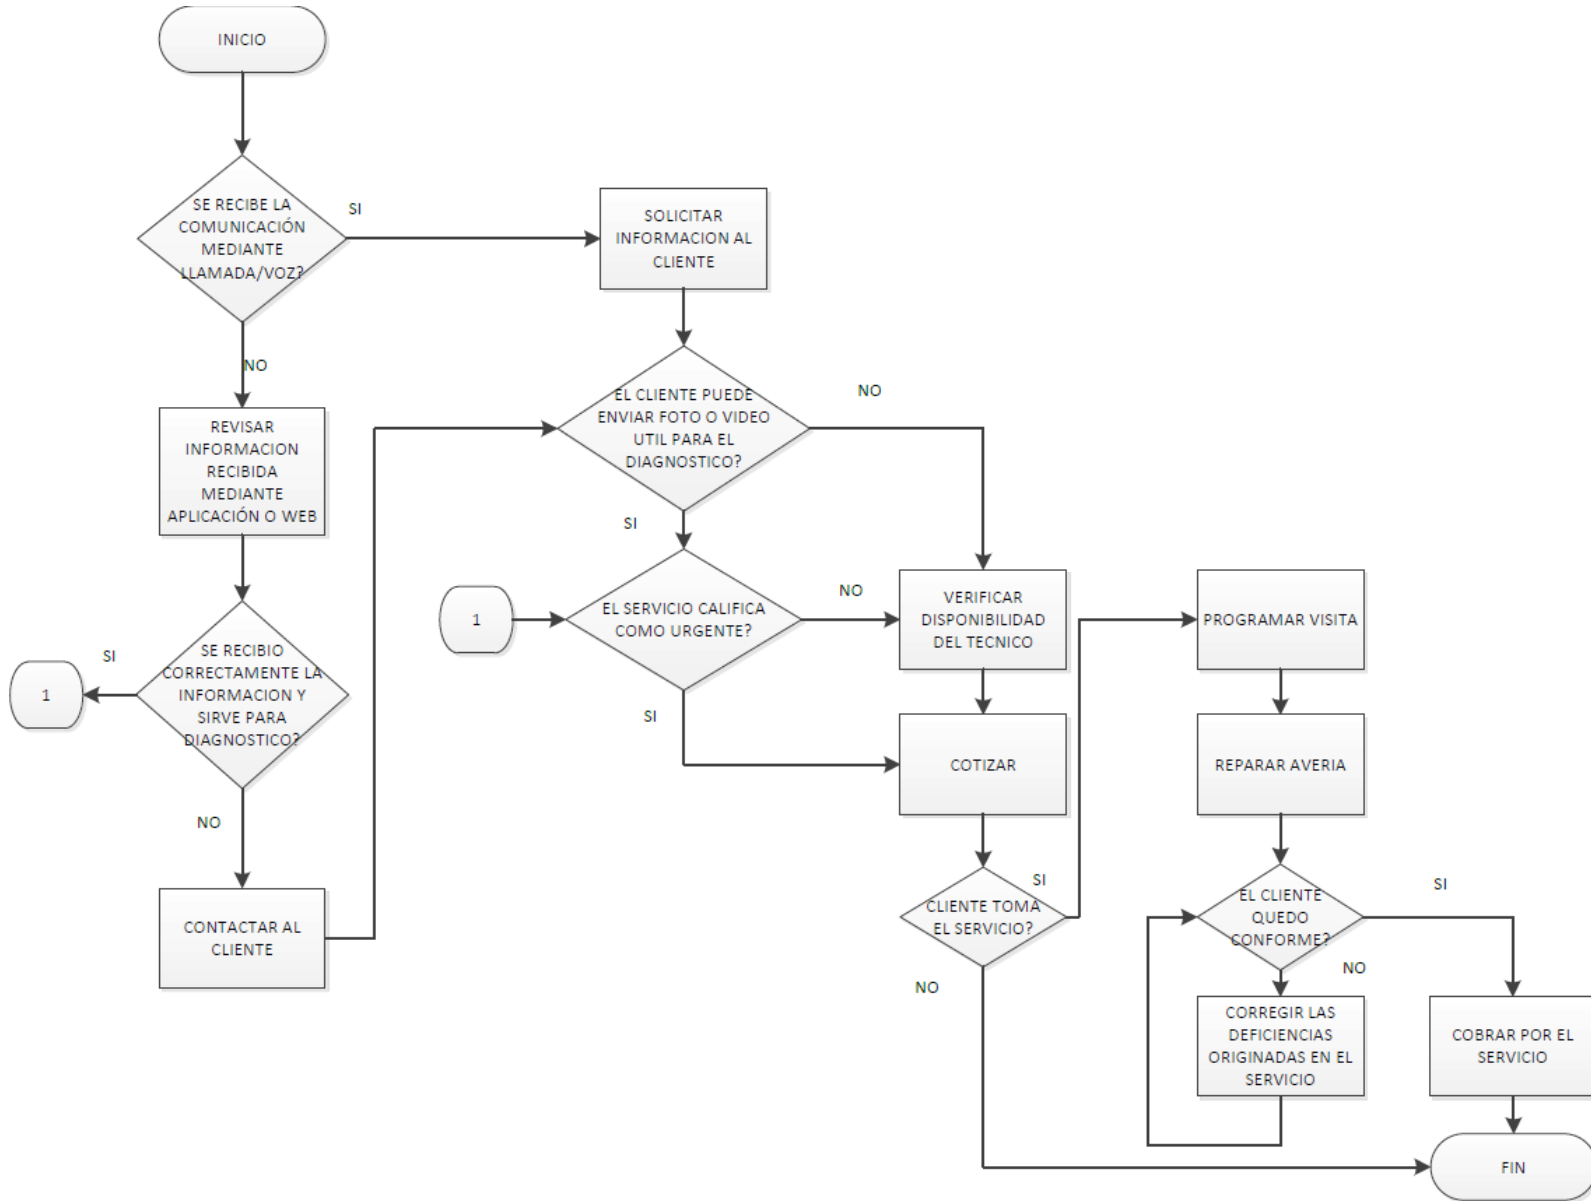 INICIO
SE RECIBE LA
COMUNICACIÓN
MEDIANTE
LLAMADA/VOZ?
SI
SOLICITAR
INFORMACION AL
CLIENTE
NO
REVISAR
INFORMACION
RECIBIDA
MEDIANTE
APLICACIÓN O WEB
EL CLIENTE PUEDE
ENVIAR FOTO O VIDEO
UTIL PARA EL
DIAGNOSTICO?
NO
SI
1
EL SERVICIO CALIFICA
COMO URGENTE?
NO
SI
VERIFICAR
DISPONIBILIDAD
DEL TECNICO
PROGRAMAR VISITA
SE RECIBIO
CORRECTAMENTE LA
INFORMACION Y
SIRVE PARA
DIAGNOSTICO?
SI
1
NO
CONTACTAR AL
CLIENTE
COTIZAR
REPARAR AVERIA
CLIENTE TOMA
EL SERVICIO?
SI
NO
EL CLIENTE
QUEDO
CONFORME?
SI
NO
CORREGIR LAS
DEFICIENCIAS
ORIGINADAS EN EL
SERVICIO
COBRAR POR EL
SERVICIO
FIN